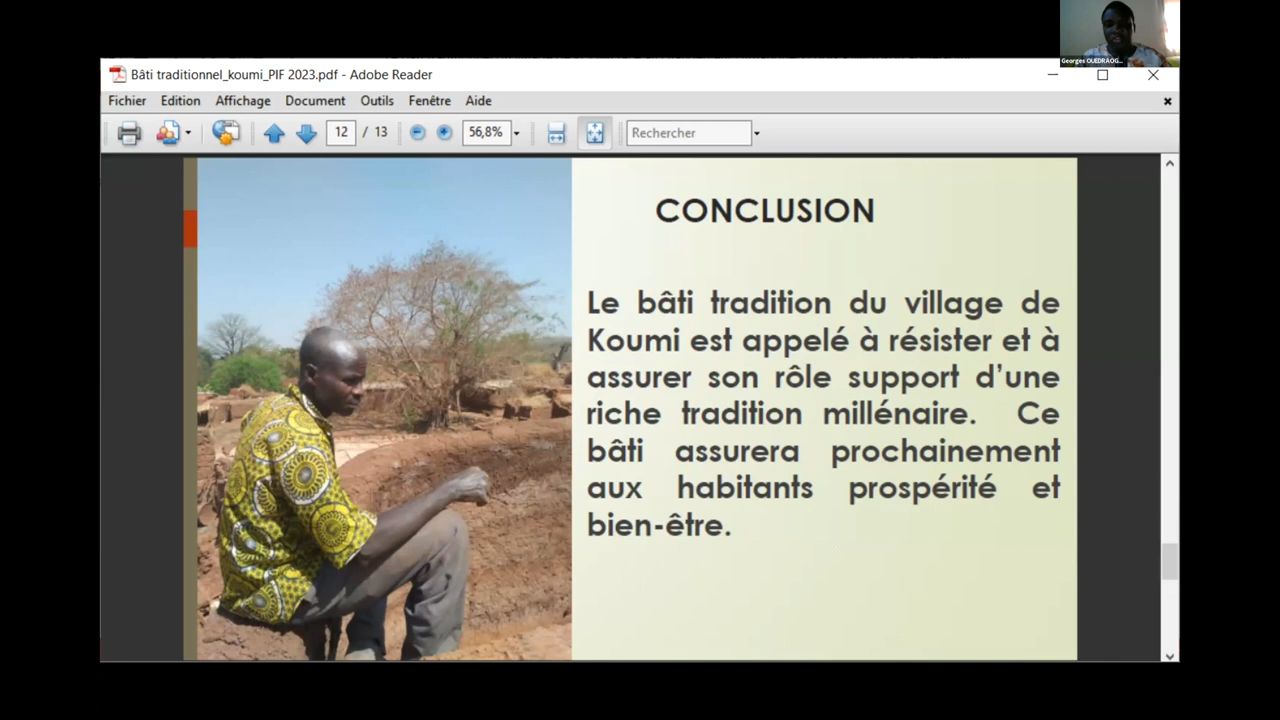 Georges OUEDRAOG...
Bâti traditionnel_koumi_PIF 2023.pdf - Adobe Reader
Fichier Edition Affichage Document Outils Fenêtre Aide
12 / 13 56,8% Rechercher
CONCLUSION
Le bâti tradition du village de
Koumi est appelé à résister et à
assurer son rôle support d’une
riche tradition millénaire. Ce
bâti assurera prochainement
aux habitants prospérité et
bien-être.